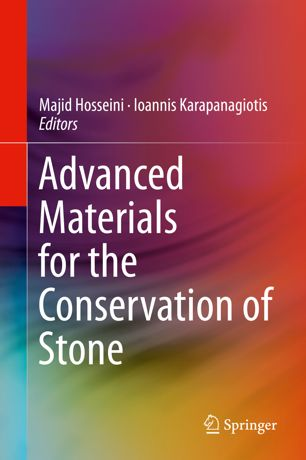 Majid Hosseini · Ioannis Karapanagiotis
Editors
Advanced
Materials
for the
Conservation of
Stone
Springer